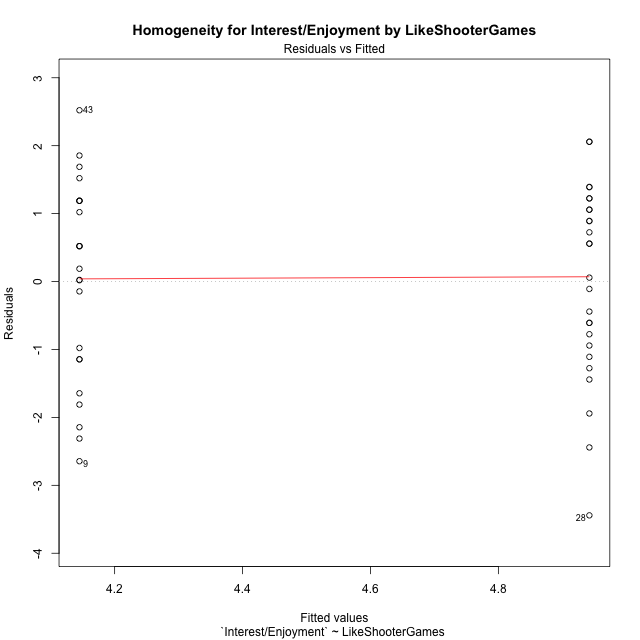 Homogeneity for Interest/Enjoyment by LikeShooterGames
Residuals vs Fitted
3
2
1
0
-1
-2
-3
-4
Residuals
43
9
28
4.2 4.4 4.6 4.8
Fitted values
`Interest/Enjoyment` ~ LikeShooterGames